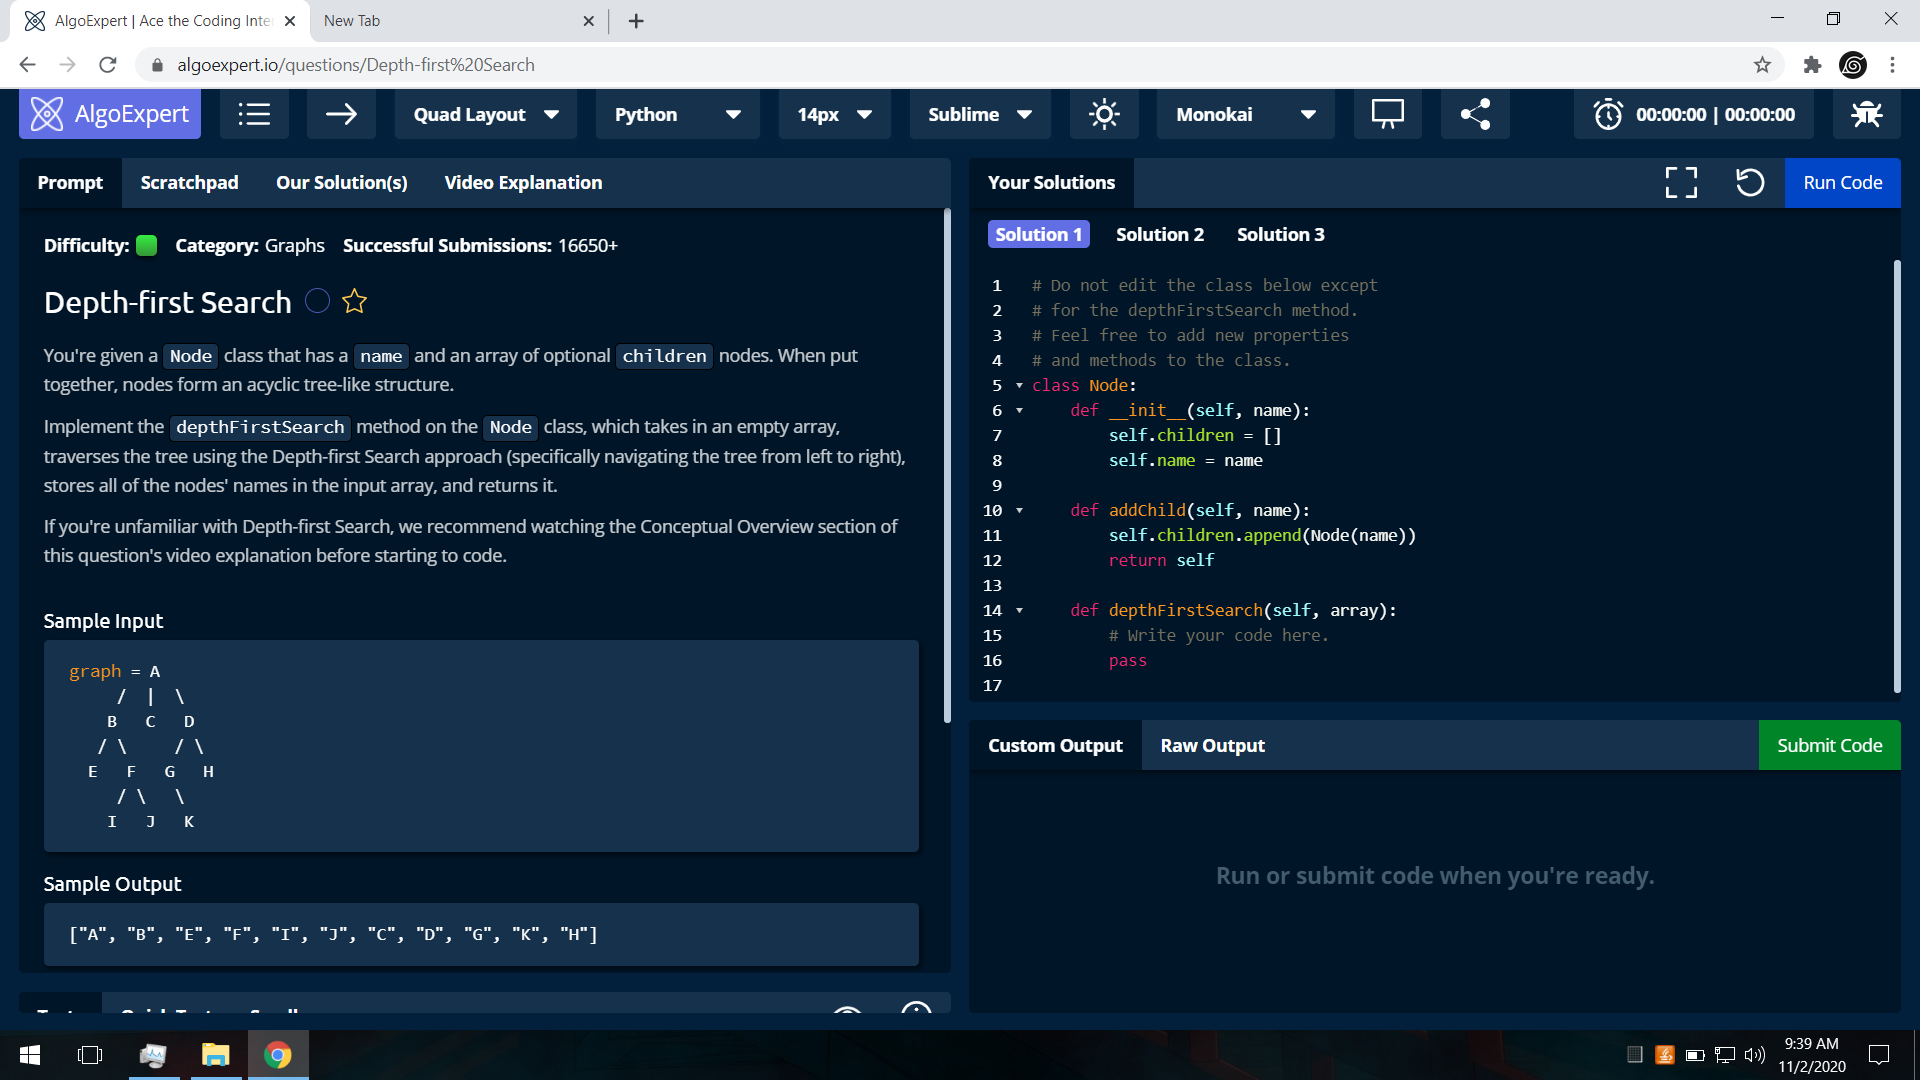 AlgoExpert | Ace the Coding Inte
New Tab
algoexpert.io/questions/Depth-first%20Search
AlgoExpert
Quad Layout
Python
14px
Sublime
Monokai
00:00:00 | 00:00:00
Prompt
Scratchpad
Our Solution(s)
Video Explanation
Difficulty:
Category: Graphs
Successful Submissions: 16650+
Depth-first Search
You're given a Node class that has a name and an array of optional children nodes. When put
together, nodes form an acyclic tree-like structure.
Implement the depthFirstSearch method on the Node class, which takes in an empty array,
traverses the tree using the Depth-first Search approach (specifically navigating the tree from left to right),
stores all of the nodes' names in the input array, and returns it.
If you're unfamiliar with Depth-first Search, we recommend watching the Conceptual Overview section of
this question's video explanation before starting to code.
Sample Input
graph = A
     /  |  \
    B   C   D
   / \     / \
  E   F   G   H
     / \   \
    I   J   K
Sample Output
["A", "B", "E", "F", "I", "J", "C", "D", "G", "K", "H"]
Your Solutions
Run Code
Solution 1
Solution 2
Solution 3
1 # Do not edit the class below except
2 # for the depthFirstSearch method.
3 # Feel free to add new properties
4 # and methods to the class.
5 class Node:
6     def __init__(self, name):
7         self.children = []
8         self.name = name
9
10     def addChild(self, name):
11         self.children.append(Node(name))
12         return self
13
14     def depthFirstSearch(self, array):
15         # Write your code here.
16         pass
17
Custom Output
Raw Output
Submit Code
Run or submit code when you're ready.
9:39 AM
11/2/2020